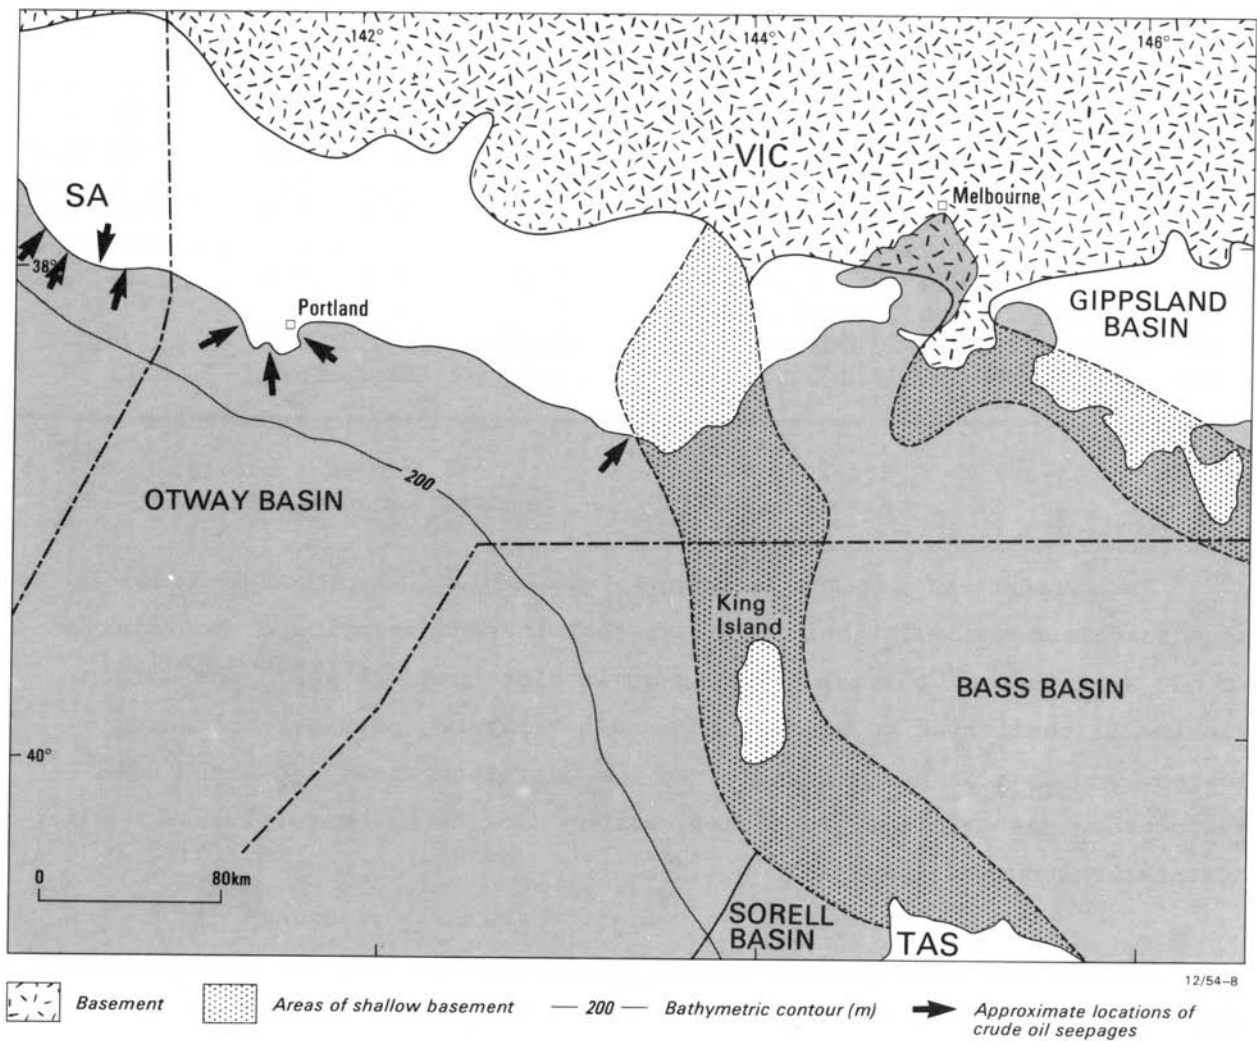 142°
144°
146°
VIC
Melbourne
SA
38°
Portland
GIPPSLAND
BASIN
200
OTWAY BASIN
King
Island
BASS BASIN
40°
0
80km
SORELL
BASIN
TAS
12/54-8
Basement
Areas of shallow basement
200
Bathymetric contour (m)
Approximate locations of
crude oil seepages